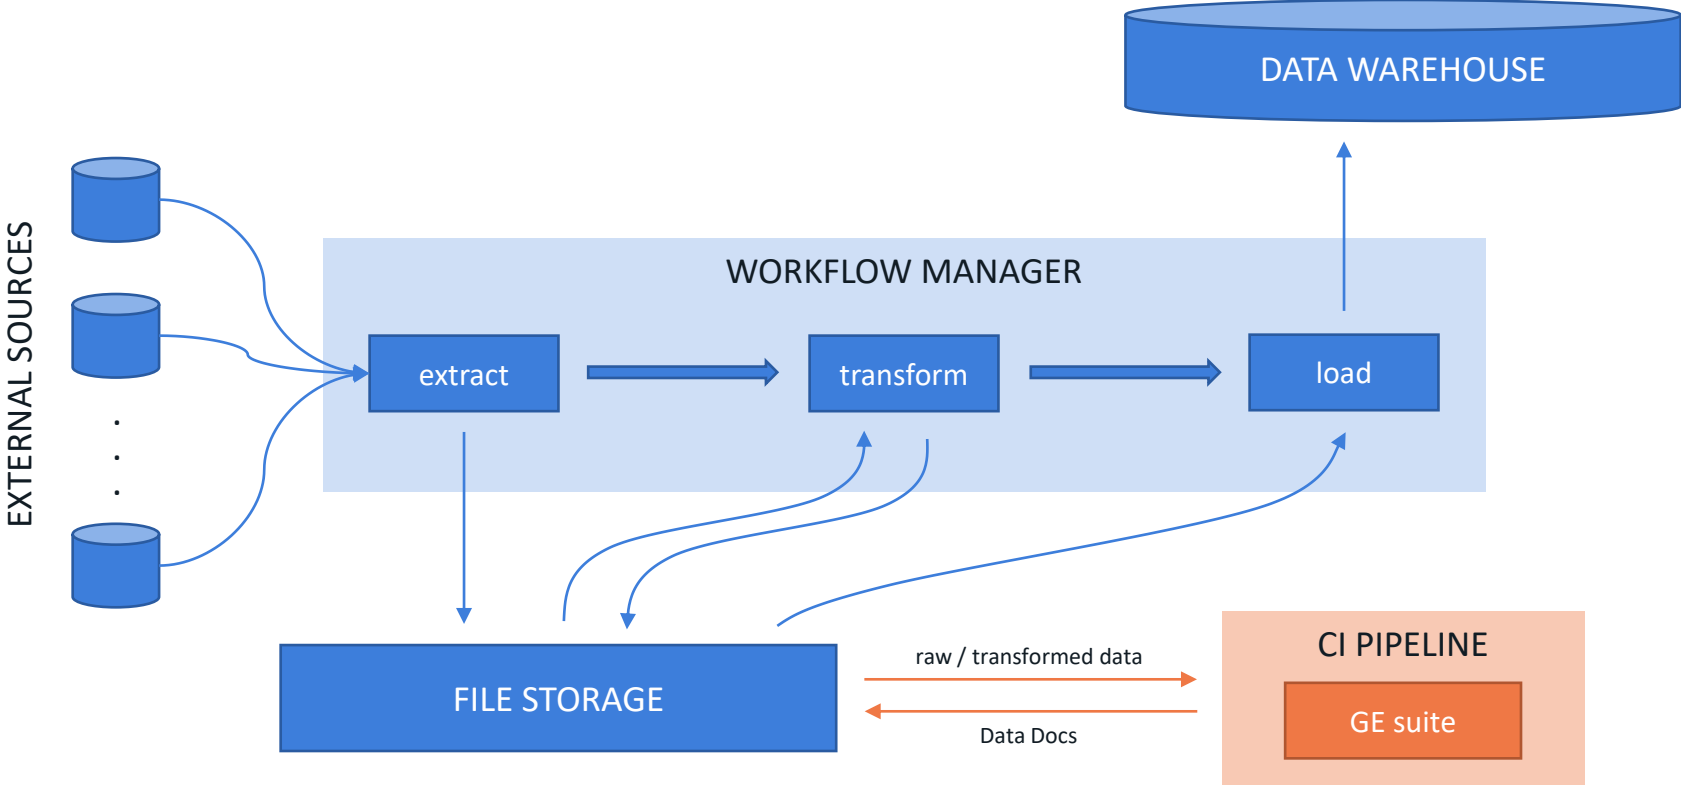 DATA WAREHOUSE
EXTERNAL SOURCES
WORKFLOW MANAGER
extract
transform
load
FILE STORAGE
raw / transformed data
Data Docs
CI PIPELINE
GE suite